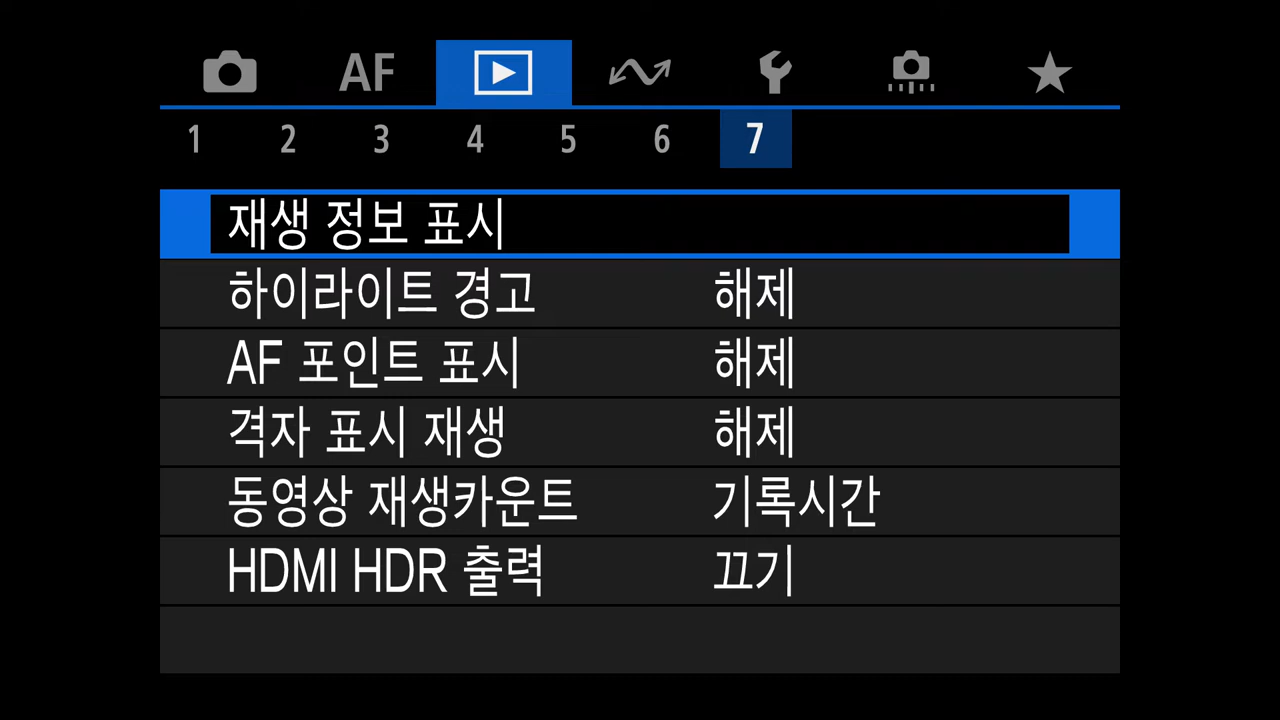 AF
1 2 3 4 5 6 7
재생 정보 표시
하이라이트 경고 해제
AF 포인트 표시 해제
격자 표시 재생 해제
동영상 재생카운트 기록시간
HDMI HDR 출력 끄기